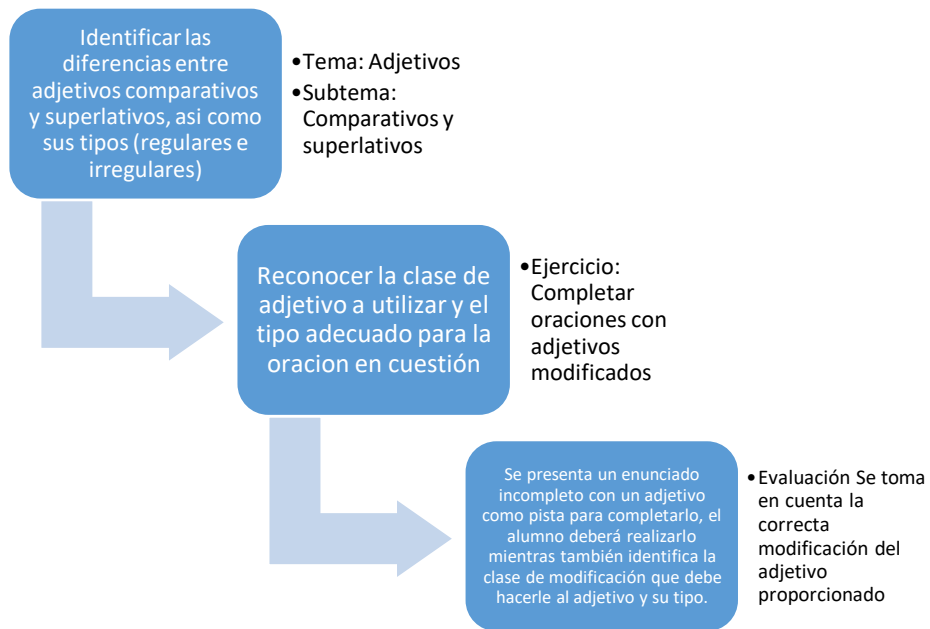 Identificar las
diferencias entre
adjetivos comparativos
y superlativos, asi como
sus tipos (regulares e
irregulares)
•Tema: Adjetivos
•Subtema:
Comparativos y
superlativos
Reconocer la clase de
adjetivo a utilizar y el
tipo adecuado para la
oracion en cuestión
•Ejercicio:
Completar
oraciones con
adjetivos
modificados
Se presenta un enunciado
incompleto con un adjetivo
como pista para completarlo, el
alumno deberá realizarlo
mientras también identifica la
clase de modificación que debe
hacerle al adjetivo y su tipo.
•Evaluación Se toma
en cuenta la
correcta
modificación del
adjetivo
proporcionado